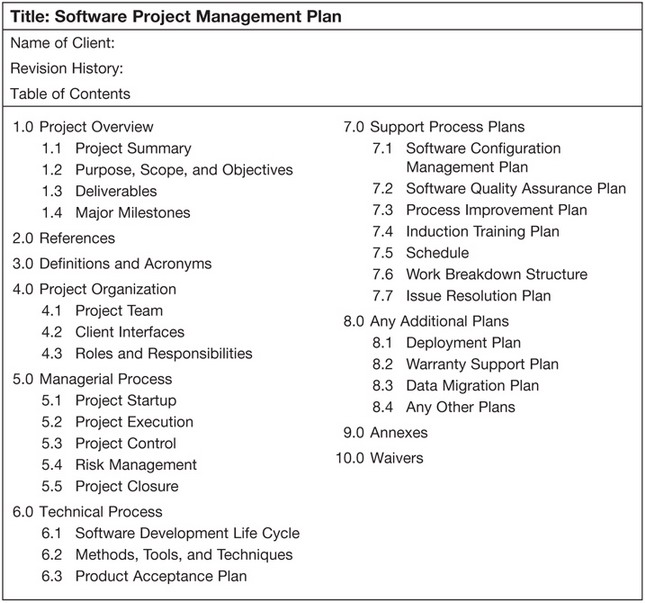 Title: Software Project Management Plan
Name of Client:
Revision History:
Table of Contents
1.0 Project Overview
1.1 Project Summary
1.2 Purpose, Scope, and Objectives
1.3 Deliverables
1.4 Major Milestones
2.0 References
3.0 Definitions and Acronyms
4.0 Project Organization
4.1 Project Team
4.2 Client Interfaces
4.3 Roles and Responsibilities
5.0 Managerial Process
5.1 Project Startup
5.2 Project Execution
5.3 Project Control
5.4 Risk Management
5.5 Project Closure
6.0 Technical Process
6.1 Software Development Life Cycle
6.2 Methods, Tools, and Techniques
6.3 Product Acceptance Plan
7.0 Support Process Plans
7.1 Software Configuration
Management Plan
7.2 Software Quality Assurance Plan
7.3 Process Improvement Plan
7.4 Induction Training Plan
7.5 Schedule
7.6 Work Breakdown Structure
7.7 Issue Resolution Plan
8.0 Any Additional Plans
8.1 Deployment Plan
8.2 Warranty Support Plan
8.3 Data Migration Plan
8.4 Any Other Plans
9.0 Annexes
10.0 Waivers